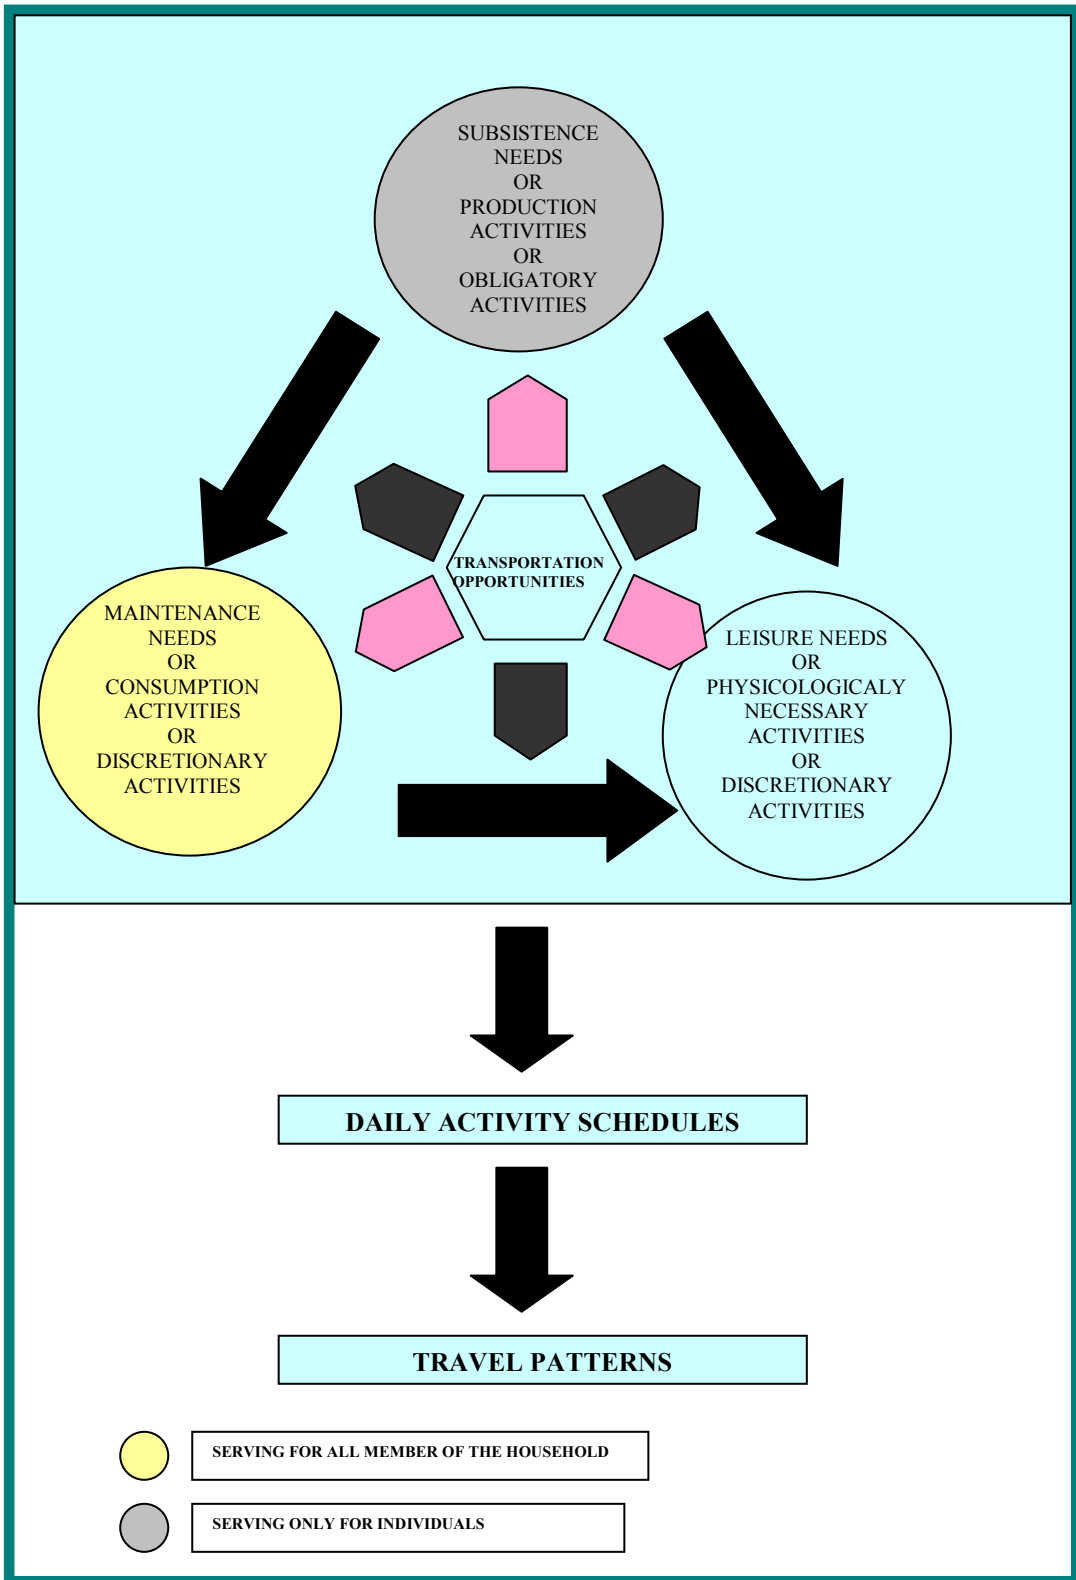 SUBSISTENCE
NEEDS
OR
PRODUCTION
ACTIVITIES
OR
OBLIGATORY
ACTIVITIES
TRANSPORTATION
OPPORTUNITIES
MAINTENANCE
NEEDS
OR
CONSUMPTION
ACTIVITIES
OR
DISCRETIONARY
ACTIVITIES
LEISURE NEEDS
OR
PHYSICOLOGICALY
NECESSARY
ACTIVITIES
OR
DISCRETIONARY
ACTIVITIES
DAILY ACTIVITY SCHEDULES
TRAVEL PATTERNS
SERVING FOR ALL MEMBER OF THE HOUSEHOLD
SERVING ONLY FOR INDIVIDUALS